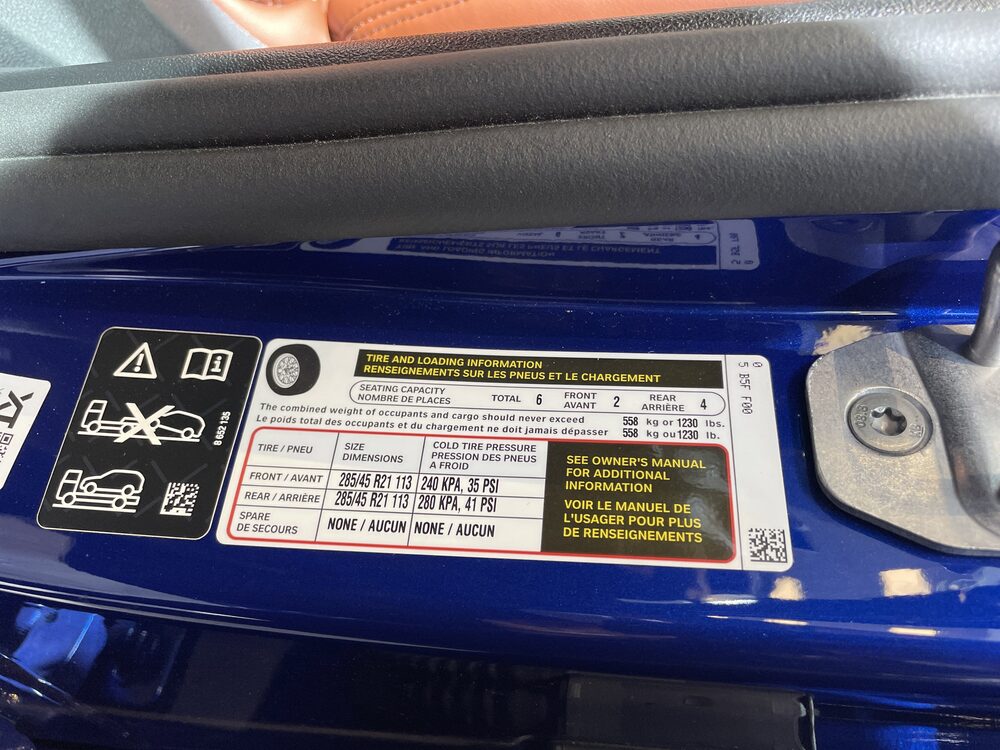 TIRE AND LOADING INFORMATION
RENSEIGNEMENTS SUR LES PNEUS ET LE CHARGEMENT
SEATING CAPACITY
NOMBRE DE PLACES
TOTAL 6
FRONT
AVANT 2
REAR
ARRIÈRE 4
The combined weight of occupants and cargo should never exceed 558 kg or 1230 lbs.
Le poids total des occupants et du chargement ne doit jamais dépasser 558 kg ou 1230 lb.
TIRE / PNEU
SIZE
DIMENSIONS
COLD TIRE PRESSURE
PRESSION DES PNEUS
A FROID
FRONT / AVANT 285/45 R21 113 240 KPA, 35 PSI
REAR / ARRIÈRE 285/45 R21 113 280 KPA, 41 PSI
SPARE
DE SECOURS
NONE / AUCUN NONE / AUCUN
SEE OWNER'S MANUAL
FOR ADDITIONAL
INFORMATION
VOIR LE MANUEL DE
L'USAGER POUR PLUS
DE RENSEIGNEMENTS
0
5 B5F F00
8 652 135